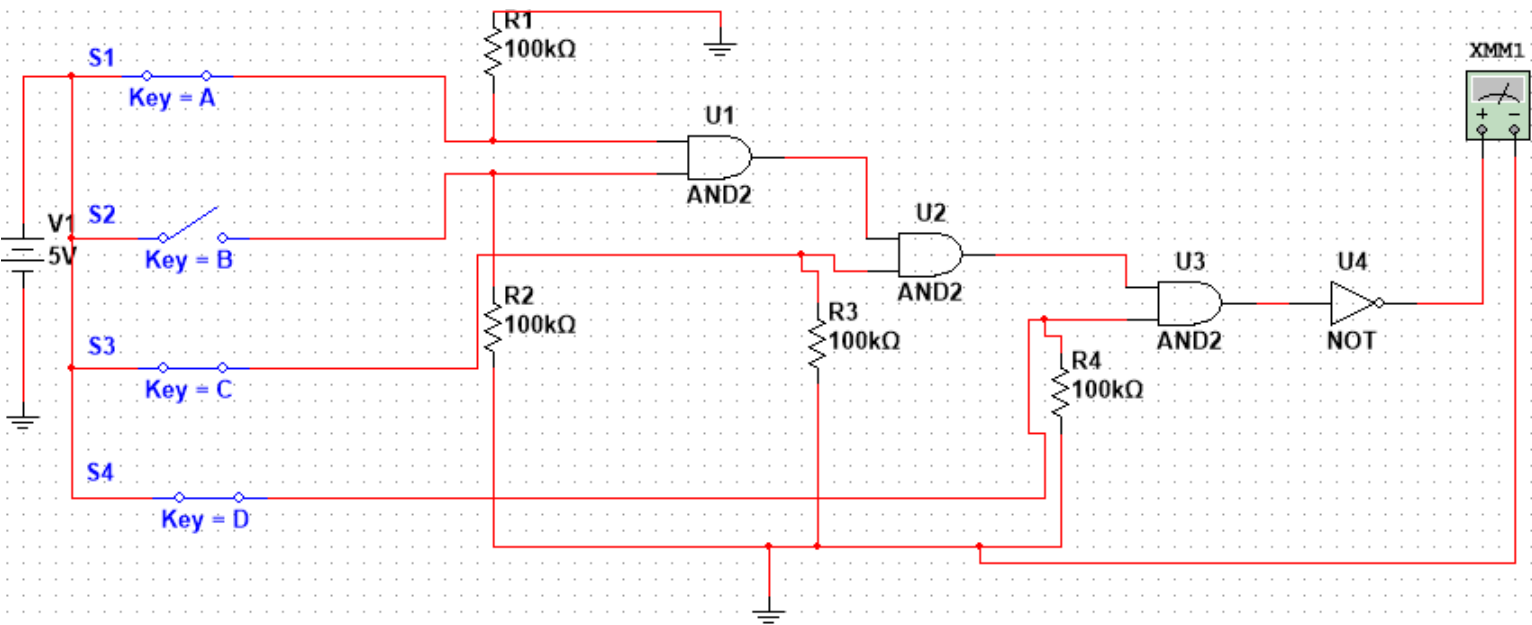 R1
100kΩ
S1
Key = A
XMM1
+ −
U1
AND2
V1
5V
S2
Key = B
U2
AND2
U3
AND2
U4
NOT
R2
100kΩ
R3
100kΩ
S3
Key = C
R4
100kΩ
S4
Key = D